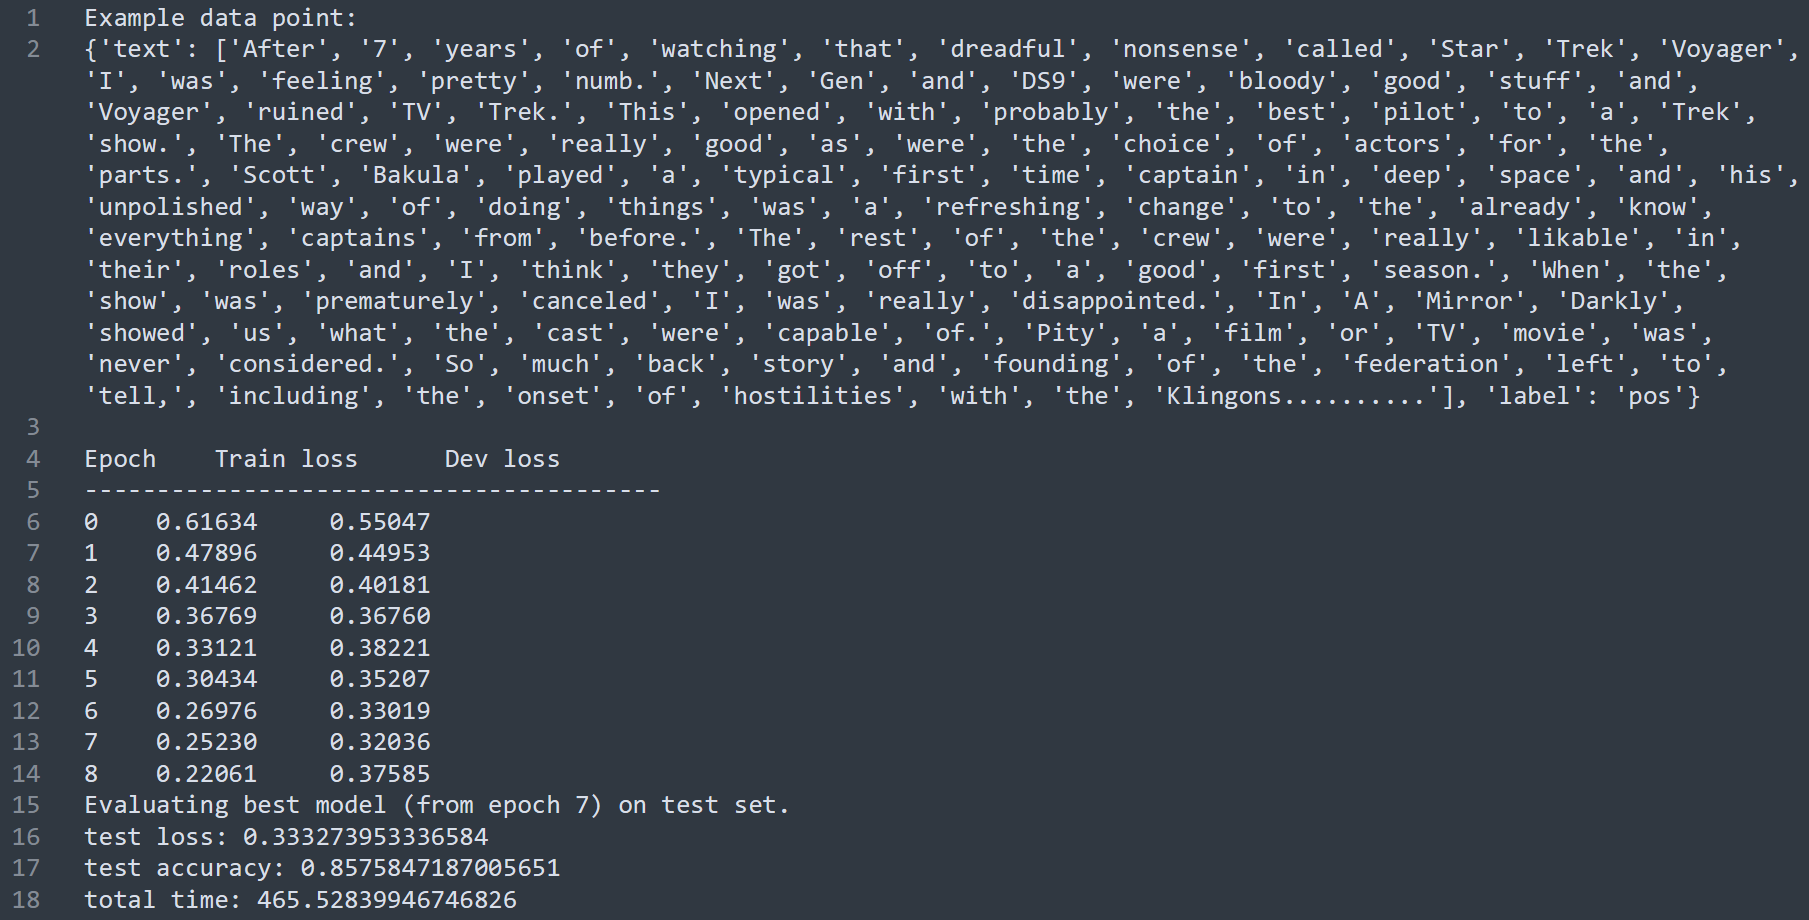 1 Example data point:
2 {'text': ['After', '7', 'years', 'of', 'watching', 'that', 'dreadful', 'nonsense', 'called', 'Star', 'Trek', 'Voyager',
'I', 'was', 'feeling', 'pretty', 'numb.', 'Next', 'Gen', 'and', 'DS9', 'were', 'bloody', 'good', 'stuff', 'and',
'Voyager', 'ruined', 'TV', 'Trek.', 'This', 'opened', 'with', 'probably', 'the', 'best', 'pilot', 'to', 'a', 'Trek',
'show.', 'The', 'crew', 'were', 'really', 'good', 'as', 'were', 'the', 'choice', 'of', 'actors', 'for', 'the',
'parts.', 'Scott', 'Bakula', 'played', 'a', 'typical', 'first', 'time', 'captain', 'in', 'deep', 'space', 'and', 'his',
'unpolished', 'way', 'of', 'doing', 'things', 'was', 'a', 'refreshing', 'change', 'to', 'the', 'already', 'know',
'everything', 'captains', 'from', 'before.', 'The', 'rest', 'of', 'the', 'crew', 'were', 'really', 'likable', 'in',
'their', 'roles', 'and', 'I', 'think', 'they', 'got', 'off', 'to', 'a', 'good', 'first', 'season.', 'When', 'the',
'show', 'was', 'prematurely', 'canceled', 'I', 'was', 'really', 'disappointed.', 'In', 'A', 'Mirror', 'Darkly',
'showed', 'us', 'what', 'the', 'cast', 'were', 'capable', 'of.', 'Pity', 'a', 'film', 'or', 'TV', 'movie', 'was',
'never', 'considered.', 'So', 'much', 'back', 'story', 'and', 'founding', 'of', 'the', 'federation', 'left', 'to',
'tell,', 'including', 'the', 'onset', 'of', 'hostilities', 'with', 'the', 'Klingons..........'], 'label': 'pos'}
3
4 Epoch    Train loss      Dev loss
5 ----------------------------------------
6 0    0.61634     0.55047
7 1    0.47896     0.44953
8 2    0.41462     0.40181
9 3    0.36769     0.36760
10 4    0.33121     0.38221
11 5    0.30434     0.35207
12 6    0.26976     0.33019
13 7    0.25230     0.32036
14 8    0.22061     0.37585
15 Evaluating best model (from epoch 7) on test set.
16 test loss: 0.333273953336584
17 test accuracy: 0.8575847187005651
18 total time: 465.52839946746826